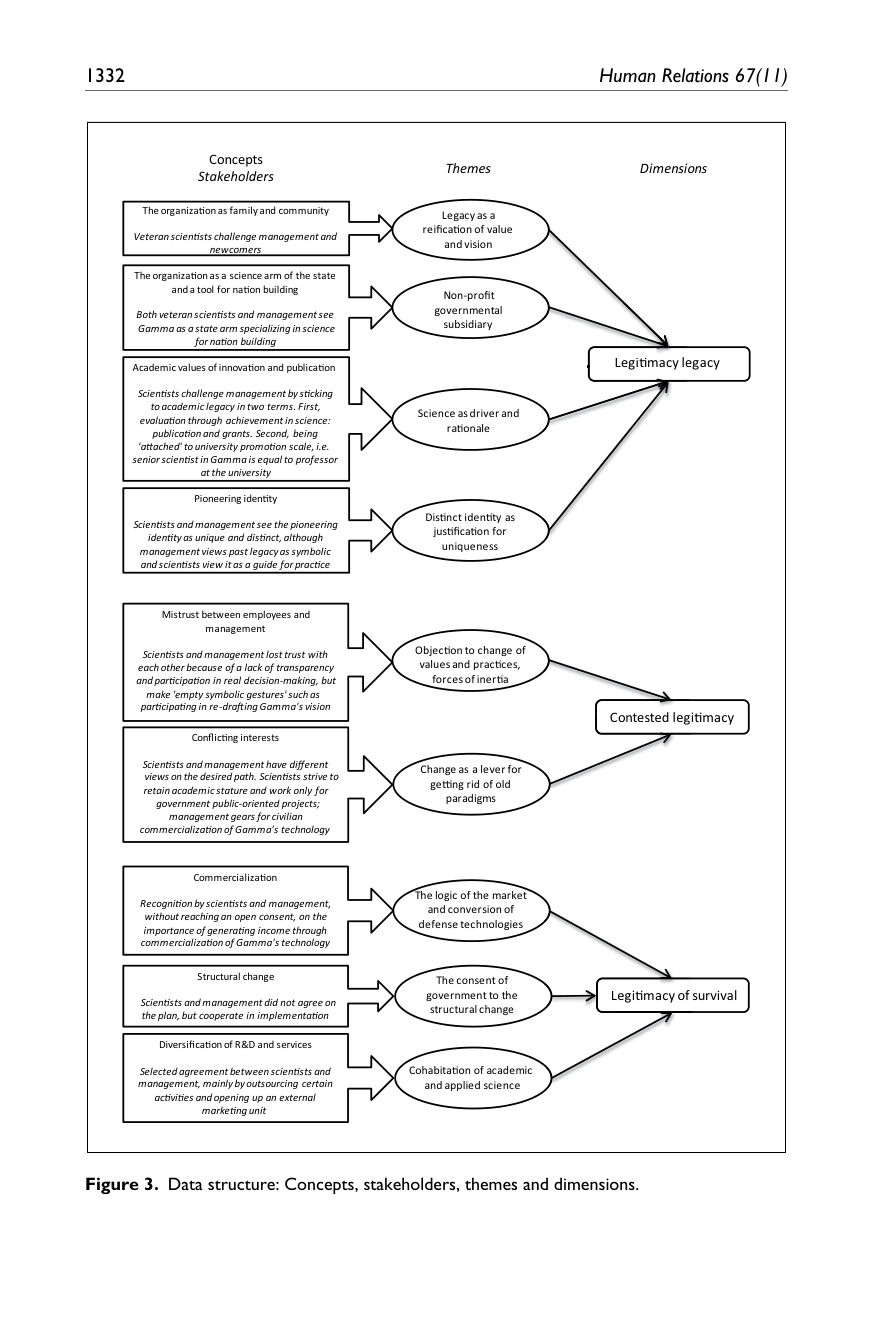 1332
Human Relations 67(11)
Concepts
Stakeholders
Themes
Dimensions
The organization as family and community
Veteran scientists challenge management and
newcomers
Legacy as a
reification of value
and vision
The organization as a science arm of the state
and a tool for nation building
Both veteran scientists and management see
Gamma as a state arm specializing in science
for nation building
Non-profit
governmental
subsidiary
Legitimacy legacy
Academic values of innovation and publication
Scientists challenge management by sticking
to academic legacy in two terms. First,
evaluation through achievement in science:
publication and grants. Second, being
'attached' to university promotion scale, i.e.
senior scientist in Gamma is equal to professor
at the university
Science as driver and
rationale
Pioneering identity
Scientists and management see the pioneering
identity as unique and distinct, although
management views past legacy as symbolic
and scientists view it as a guide for practice
Distinct identity as
justification for
uniqueness
Mistrust between employees and
management
Scientists and management lost trust with
each other because of a lack of transparency
and participation in real decision-making, but
make 'empty symbolic gestures' such as
participating in re-drafting Gamma's vision
Objection to change of
values and practices,
forces of inertia
Contested legitimacy
Conflicting interests
Scientists and management have different
views on the desired path. Scientists strive to
retain academic stature and work only for
government public-oriented projects;
management gears for civilian
commercialization of Gamma's technology
Change as a lever for
getting rid of old
paradigms
Commercialization
Recognition by scientists and management,
without reaching an open consent, on the
importance of generating income through
commercialization of Gamma's technology
The logic of the market
and conversion of
defense technologies
Structural change
Scientists and management did not agree on
the plan, but cooperate in implementation
The consent of
government to the
structural change
Legitimacy of survival
Diversification of R&D and services
Selected agreement between scientists and
management, mainly by outsourcing certain
activities and opening up an external
marketing unit
Cohabitation of academic
and applied science
Figure 3. Data structure: Concepts, stakeholders, themes and dimensions.